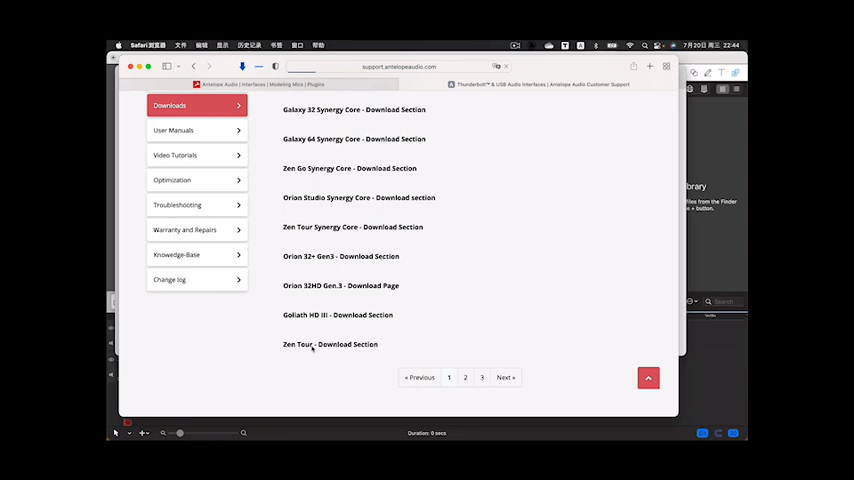 Safari浏览器 文件 编辑 显示 历史记录 书签 窗口 帮助
7月20日 周三 22:44
support.antelopeaudio.com
Antelope Audio | Interfaces | Modeling Mics | Plugins
Thunderbolt™ & USB Audio Interfaces | Antelope Audio Customer Support
Downloads
User Manuals
Video Tutorials
Optimization
Troubleshooting
Warranty and Repairs
Knowedge-Base
Change log
Galaxy 32 Synergy Core - Download Section
Galaxy 64 Synergy Core - Download Section
Zen Go Synergy Core - Download Section
Orion Studio Synergy Core - Download section
Zen Tour Synergy Core - Download Section
Orion 32+ Gen3 - Download Section
Orion 32HD Gen.3 - Download Page
Goliath HD III - Download Section
Zen Tour - Download Section
« Previous 1 2 3 Next »
brary
files from the Finder
+ button.
Search
Duration: 0 secs